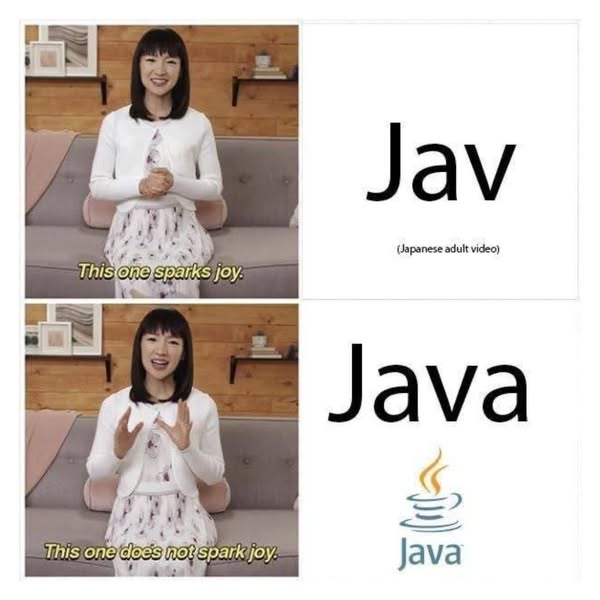 Jav
(Japanese adult video)
This one sparks joy.
Java
Java
This one does not spark joy.